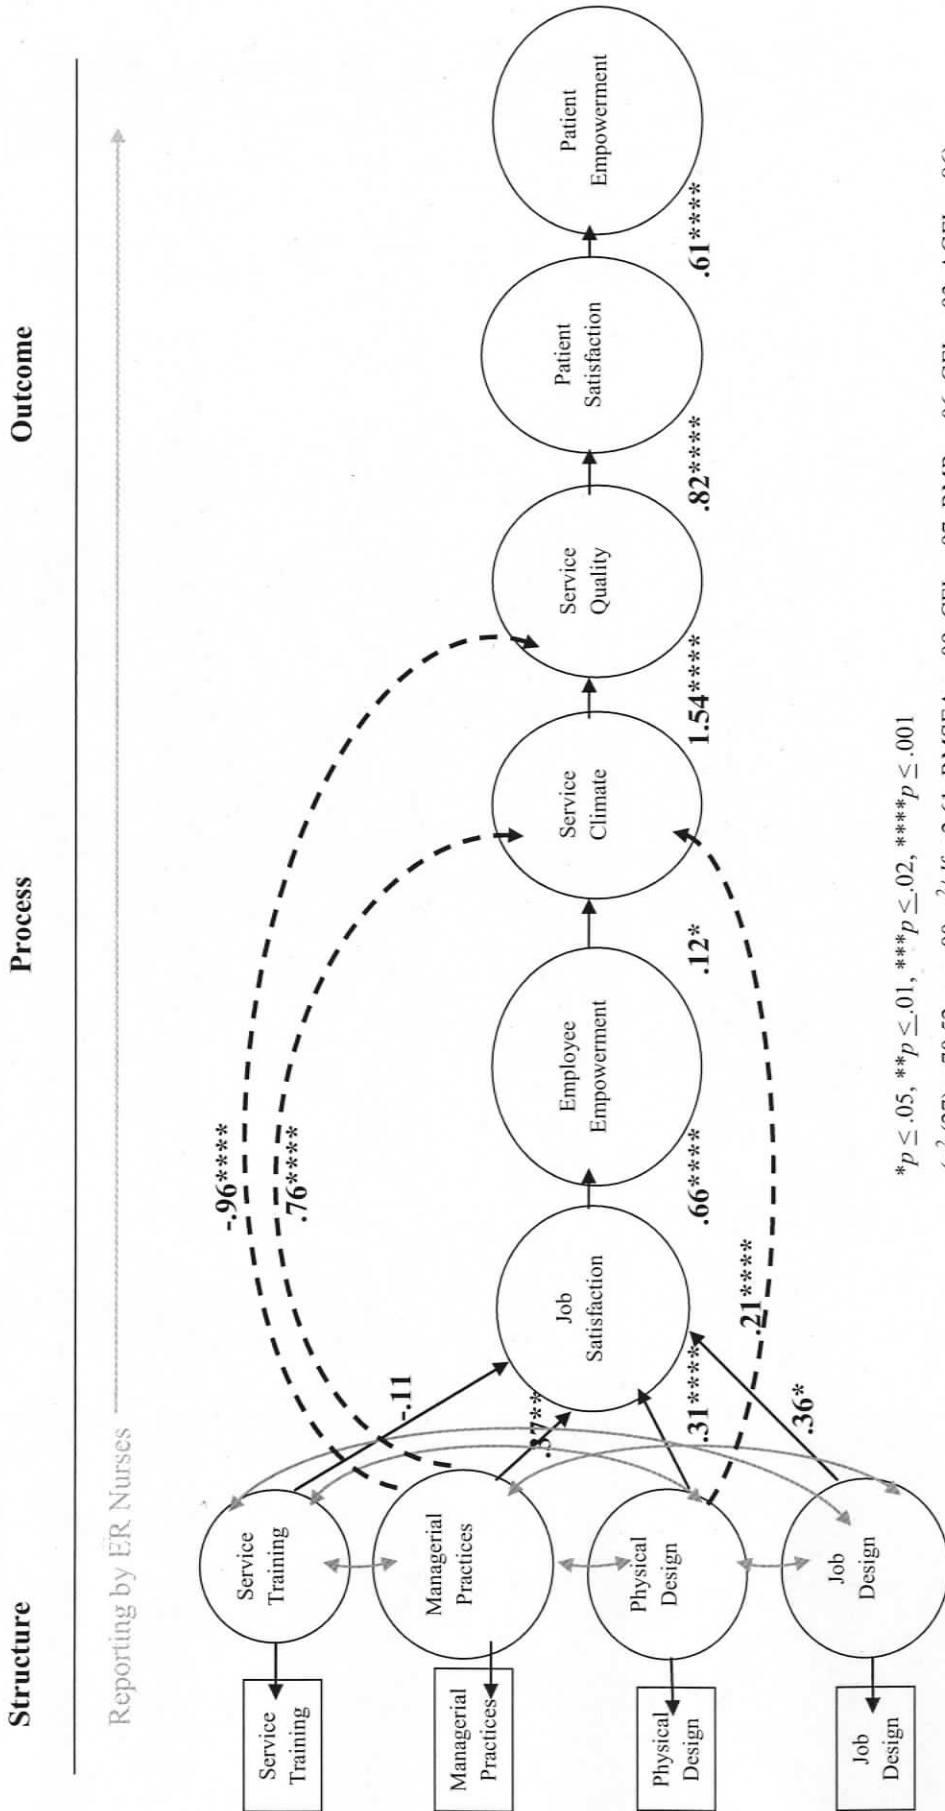 Structure
Process
Outcome
Reporting by ER Nurses
Service
Training
Managerial
Practices
Physical
Design
Job
Design
Service
Training
Managerial
Practices
Physical
Design
Job
Design
-.96****
.76****
-.11
.37**
.31****
.21****
.36*
Job
Satisfaction
.66****
Employee
Empowerment
.12*
Service
Climate
1.54****
Service
Quality
.82****
Patient
Satisfaction
.61****
Patient
Empowerment
*p ≤ .05, **p ≤ .01, ***p ≤ .02, ****p ≤ .001